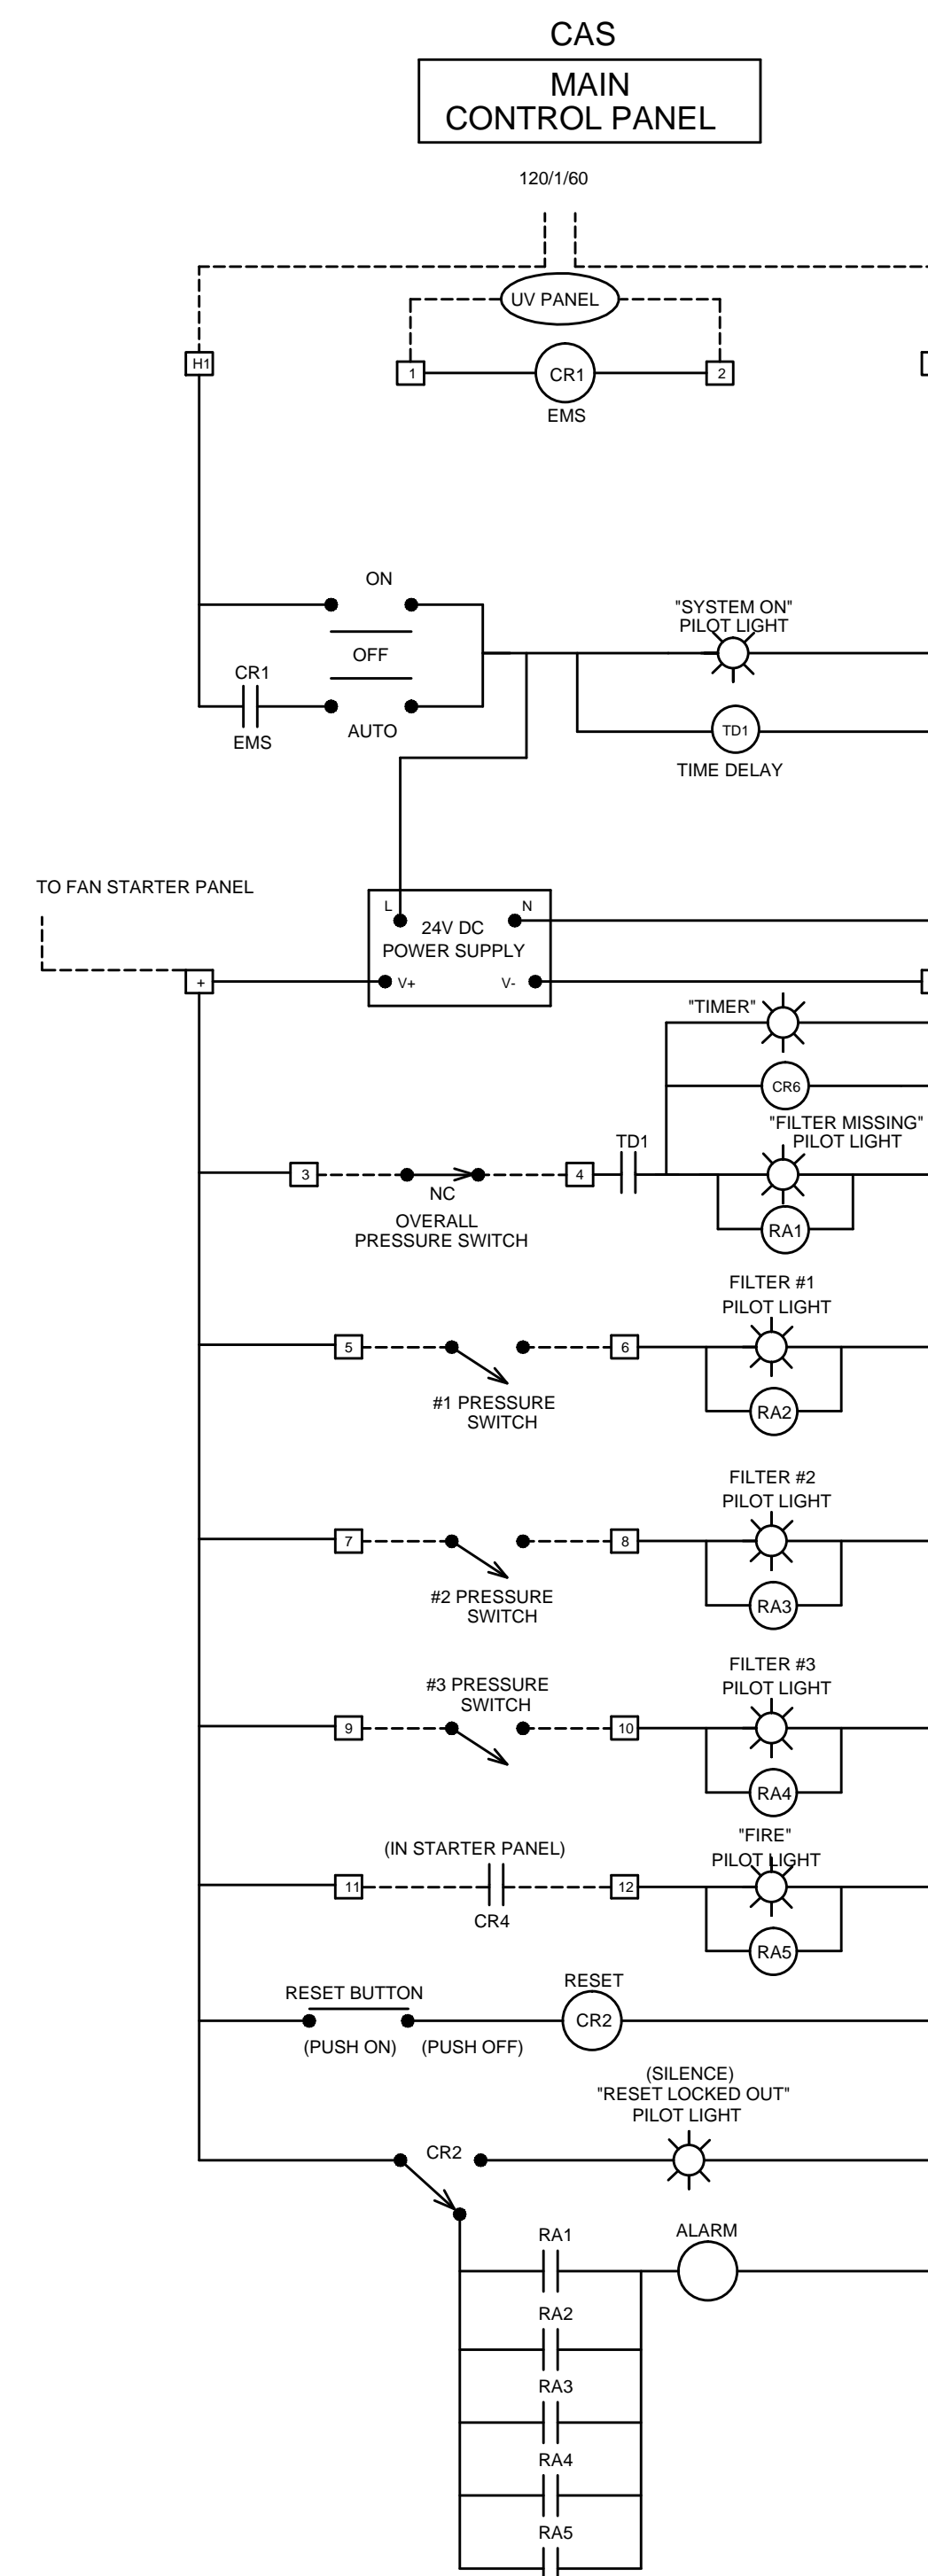 CAS
MAIN
CONTROL PANEL
120/1/60
UV PANEL
H1
1
CR1
2
EMS
ON
"SYSTEM ON"
PILOT LIGHT
OFF
CR1
EMS
AUTO
TD1
TIME DELAY
TO FAN STARTER PANEL
L
N
24V DC
POWER SUPPLY
+
V+
V-
"TIMER"
CR6
"FILTER MISSING"
PILOT LIGHT
TD1
3
4
NC
OVERALL
PRESSURE SWITCH
RA1
FILTER #1
PILOT LIGHT
5
6
#1 PRESSURE
SWITCH
RA2
FILTER #2
PILOT LIGHT
7
8
#2 PRESSURE
SWITCH
RA3
FILTER #3
PILOT LIGHT
#3 PRESSURE
SWITCH
9
10
RA4
"FIRE"
PILOT LIGHT
(IN STARTER PANEL)
11
12
CR4
RA5
RESET BUTTON
RESET
CR2
(PUSH ON)
(PUSH OFF)
(SILENCE)
"RESET LOCKED OUT"
PILOT LIGHT
CR2
RA1
ALARM
RA2
RA3
RA4
RA5